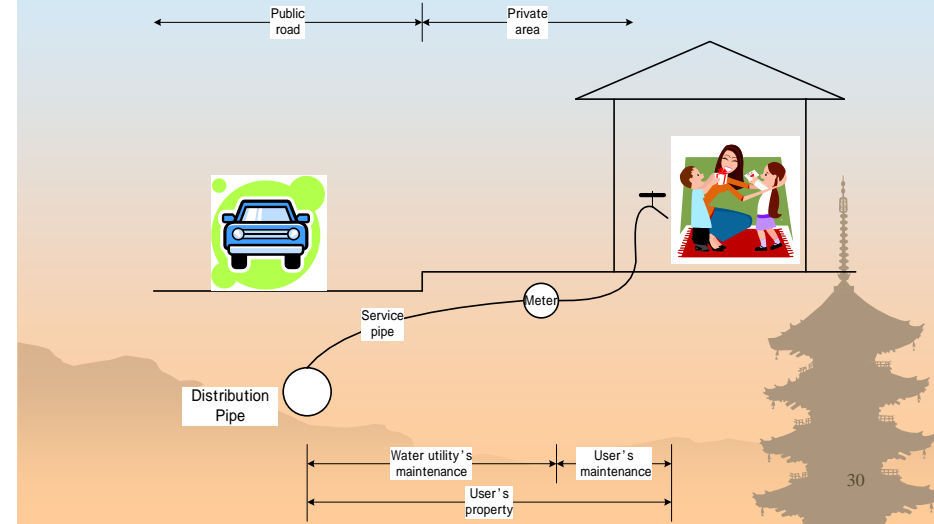 Public
road
Private
area
Meter
Service
pipe
Distribution
Pipe
Water utility's
maintenance
User's
maintenance
User's
property
30